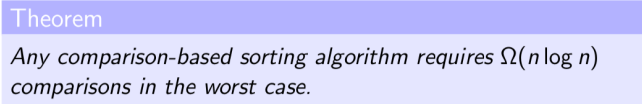 Theorem
Any comparison-based sorting algorithm requires Ω(n log n)
comparisons in the worst case.